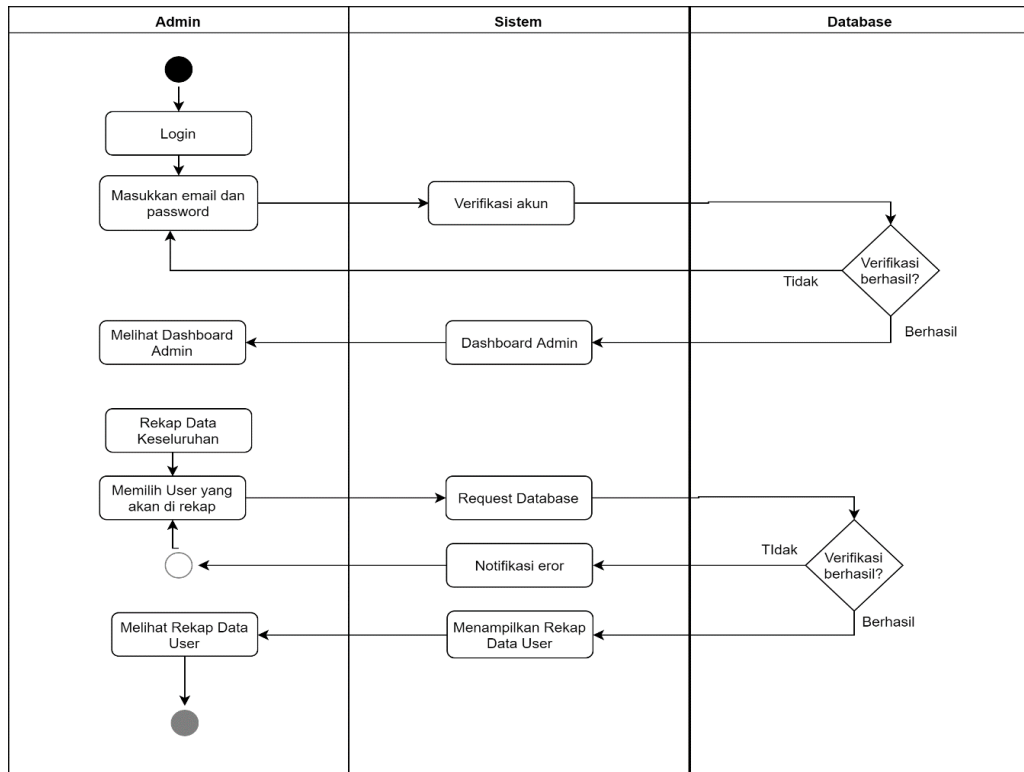 Admin
Sistem
Database
Login
Masukkan email dan
password
Verifikasi akun
Verifikasi
berhasil?
Tidak
Berhasil
Melihat Dashboard
Admin
Dashboard Admin
Rekap Data
Keseluruhan
Memilih User yang
akan di rekap
Request Database
TIdak
Verifikasi
berhasil?
Notifikasi eror
Berhasil
Melihat Rekap Data
User
Menampilkan Rekap
Data User